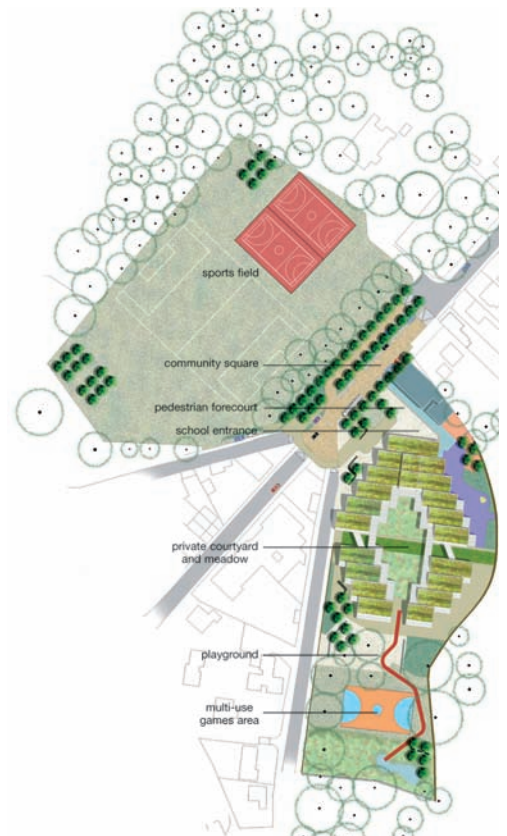 sports field
community square
pedestrian forecourt
school entrance
private courtyard
and meadow
playground
multi-use
games area